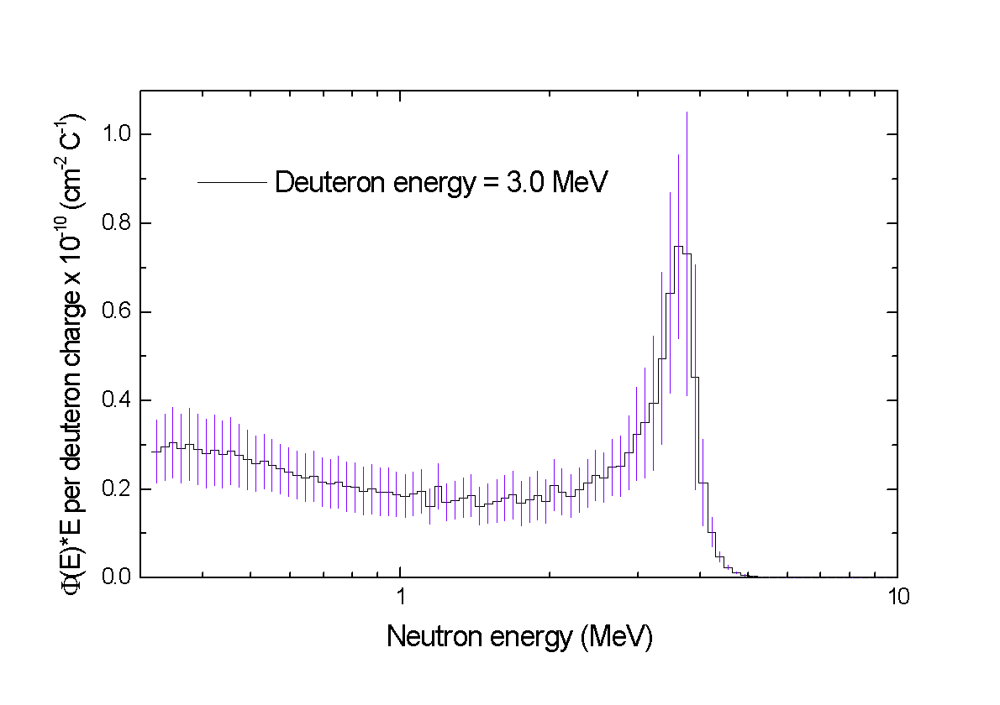 Φ(E)*E per deuteron charge x 10⁻¹⁰ (cm⁻² C⁻¹)
1.0
0.8
0.6
0.4
0.2
0.0
Deuteron energy = 3.0 MeV
1
10
Neutron energy (MeV)